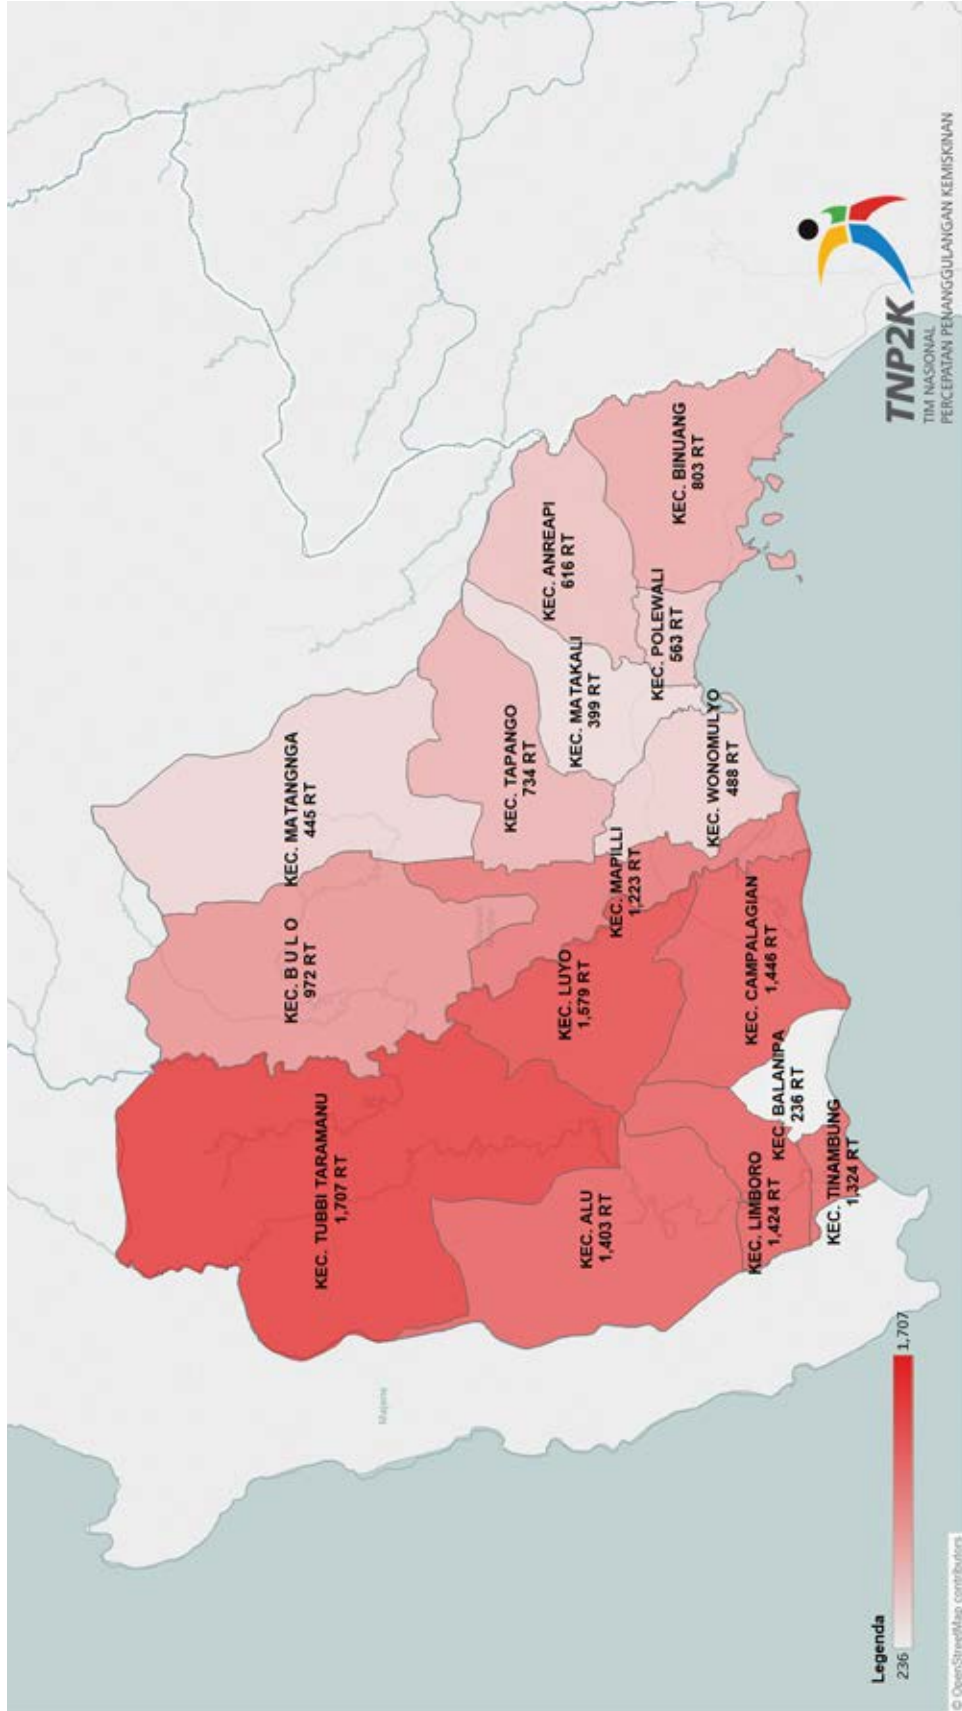 KEC. TUBBI TARAMANU
1,707 RT
KEC. B U L O
972 RT
KEC. MATANGNGA
445 RT
KEC. ALU
1,403 RT
KEC. LUYO
1,579 RT
KEC. MAPILLI
1,223 RT
KEC. TAPANGO
734 RT
KEC. MATAKALI
399 RT
KEC. ANREAPI
616 RT
KEC. LIMBORO
1,424 RT
KEC. CAMPALAGIAN
1,446 RT
KEC. WONOMULYO
488 RT
KEC. POLEWALI
563 RT
KEC. BINUANG
803 RT
KEC. BALANIPA
236 RT
KEC. TINAMBUNG
1,324 RT
Majene
Legenda
236
1,707
© OpenStreetMap contributors
TNP2K
TIM NASIONAL
PERCEPATAN PENANGGULANGAN KEMISKINAN